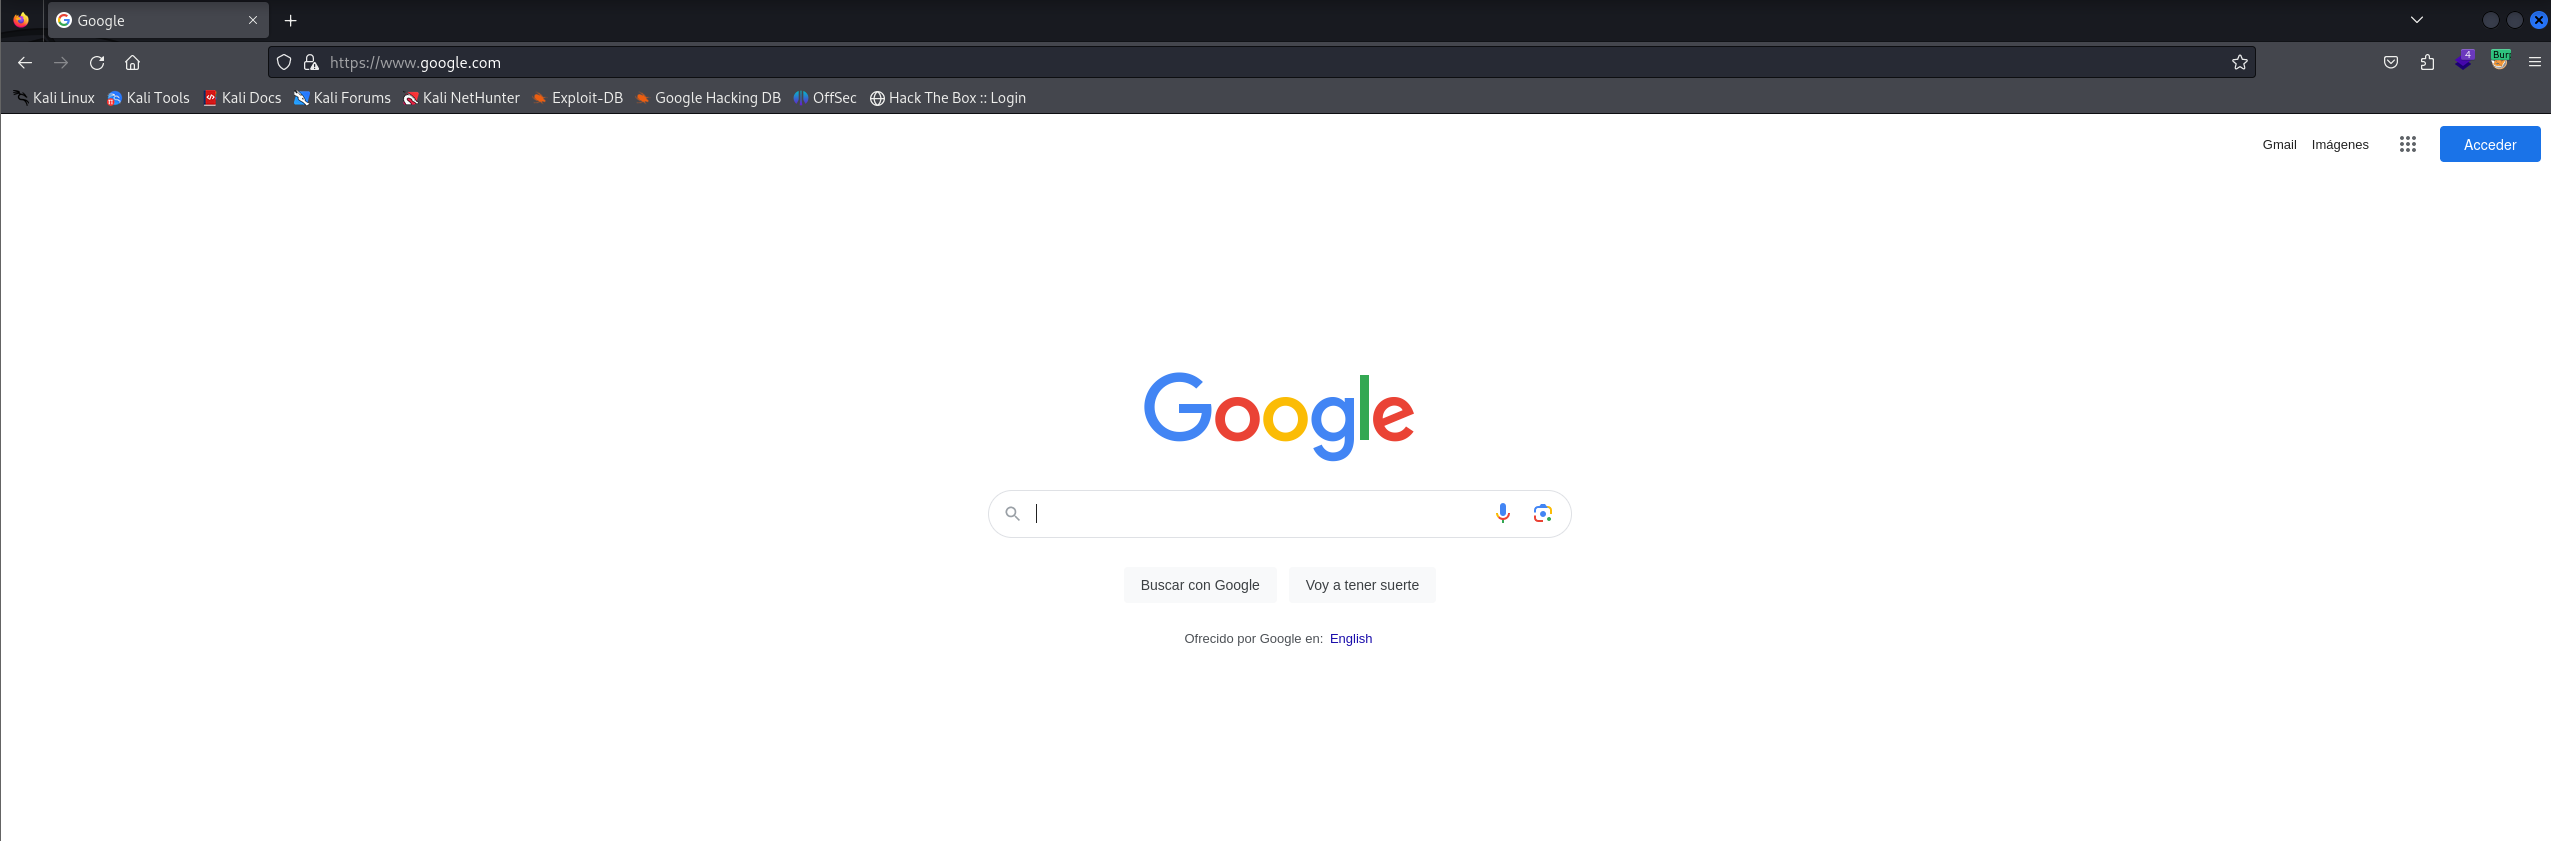 Google
https://www.google.com
4
Burp
Kali Linux Kali Tools Kali Docs Kali Forums Kali NetHunter Exploit-DB Google Hacking DB OffSec Hack The Box :: Login
Gmail Imágenes Acceder
Google
Buscar con Google Voy a tener suerte
Ofrecido por Google en: English